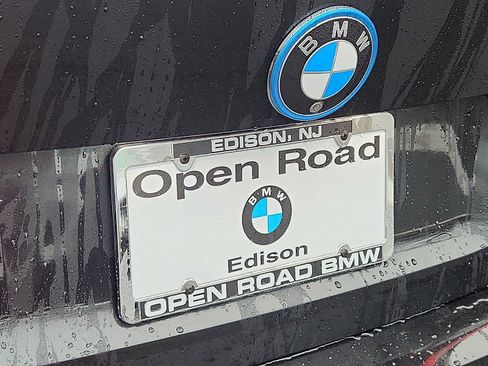 BMW
EDISON, NJ
Open Road
BMW
Edison
OPEN ROAD BMW